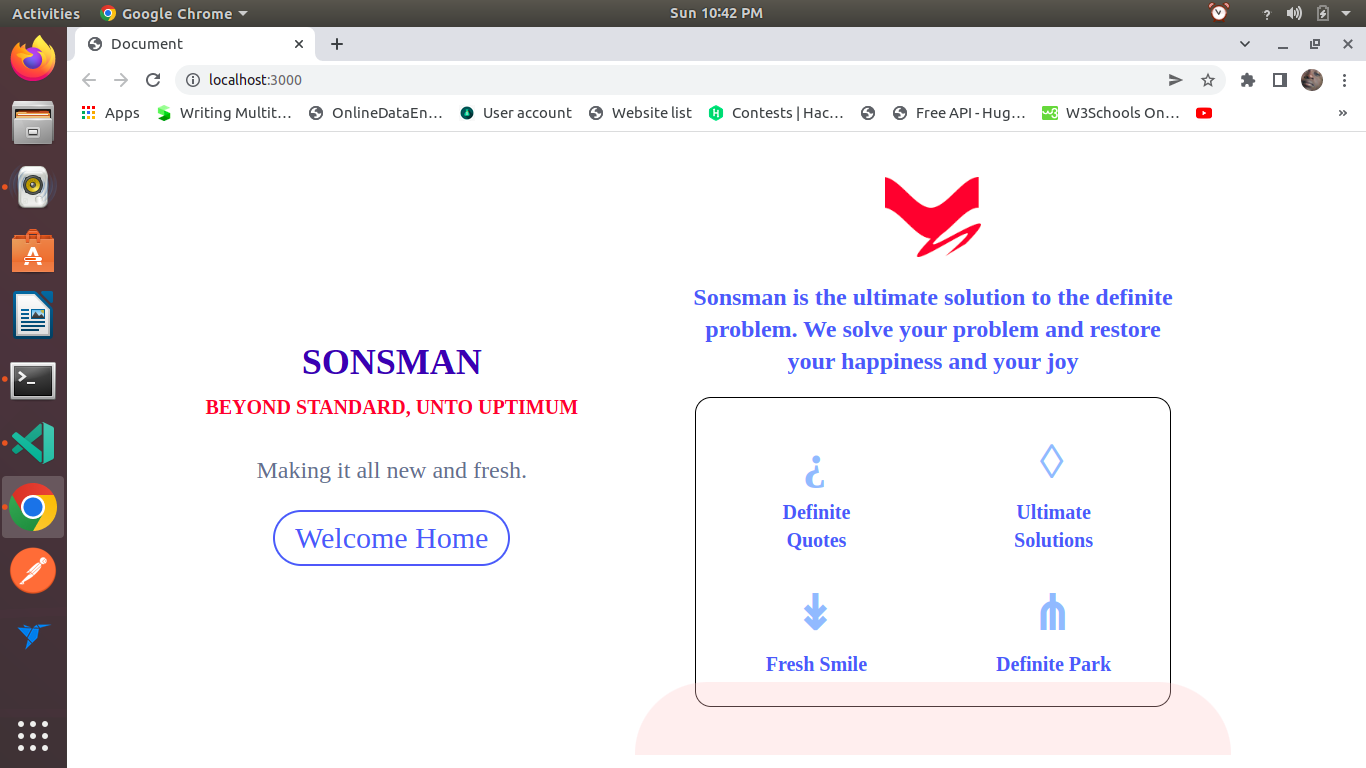 Activities
Google Chrome
Sun 10:42 PM
?
Document
localhost:3000
Apps
Writing Multit…
OnlineDataEn…
User account
Website list
Contests | Hac…
Free API - Hug…
W3Schools On…
»
SONSMAN
BEYOND STANDARD, UNTO UPTIMUM
Making it all new and fresh.
Welcome Home
Sonsman is the ultimate solution to the definite
problem. We solve your problem and restore
your happiness and your joy
¿
Definite
Quotes
◊
Ultimate
Solutions
↡
Fresh Smile
⋔
Definite Park